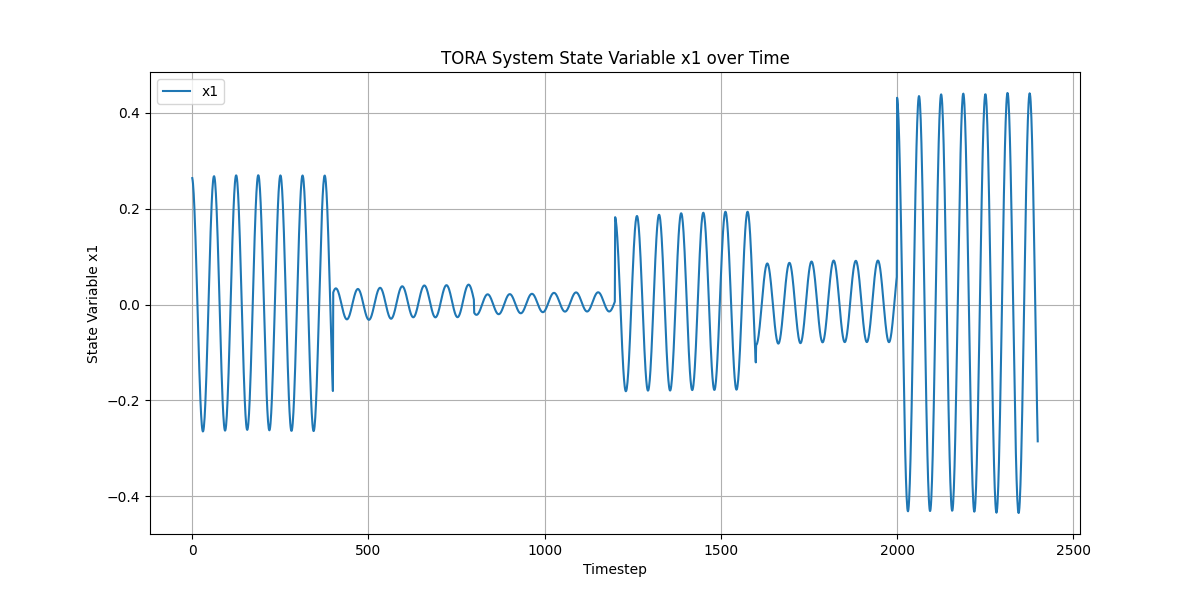 TORA System State Variable x1 over Time
x1
State Variable x1
0.4
0.2
0.0
−0.2
−0.4
0 500 1000 1500 2000 2500
Timestep